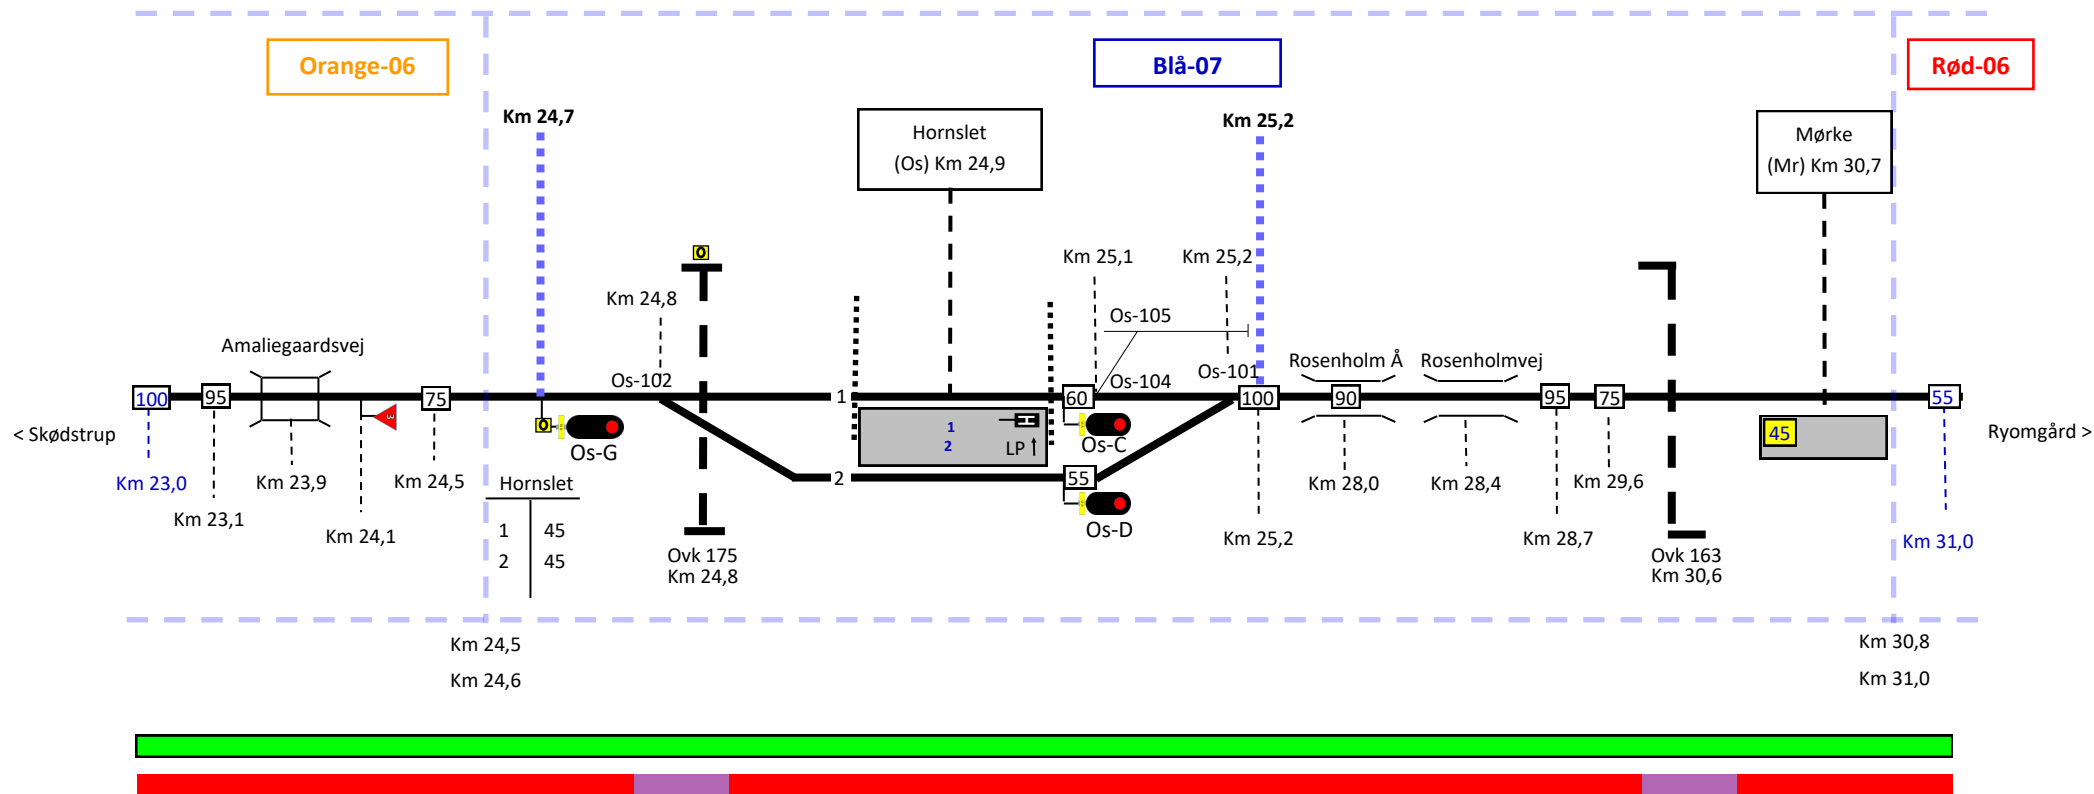 Orange-06
Blå-07
Rød-06
Km 24,7
Hornslet
(Os) Km 24,9
Km 25,2
Mørke
(Mr) Km 30,7
O
Km 24,8
Km 25,1
Km 25,2
Os-105
Amaliegaardsvej
Os-102
Os-104
Os-101
Rosenholm Å
Rosenholmvej
100
95
75
1
60
100
90
95
75
55
3
O
Os-G
1
2
H
LP
Os-C
45
< Skødstrup
Ryomgård >
2
55
Os-D
Km 23,0
Km 23,1
Km 23,9
Km 24,1
Km 24,5
Hornslet
1 45
2 45
Ovk 175
Km 24,8
Km 25,2
Km 28,0
Km 28,4
Km 28,7
Km 29,6
Ovk 163
Km 30,6
Km 31,0
Km 24,5
Km 24,6
Km 30,8
Km 31,0